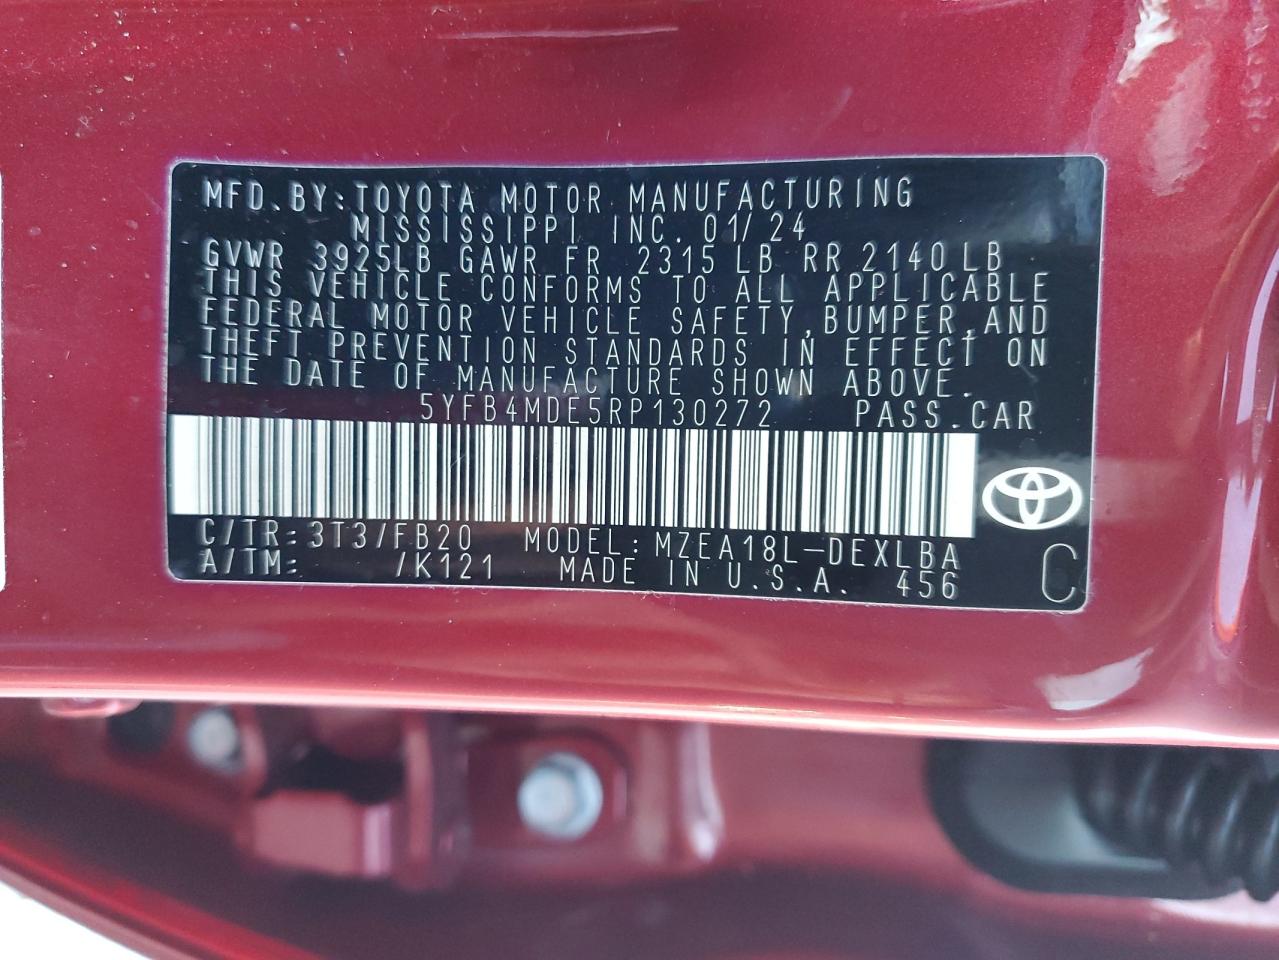 MFD. BY: TOYOTA MOTOR MANUFACTURING
MISSISSIPPI INC. 01/24
GVWR 3925LB GAWR FR 2315 LB RR 2140 LB
THIS VEHICLE CONFORMS TO ALL APPLICABLE
FEDERAL MOTOR VEHICLE SAFETY, BUMPER, AND
THEFT PREVENTION STANDARDS IN EFFECT ON
THE DATE OF MANUFACTURE SHOWN ABOVE.
5YFB4MDE5RP130272 PASS. CAR
C/TR: 3T3/FB20 MODEL: MZEA18L-DEXLBA
A/TM: /K121 MADE IN U.S.A. 456 C